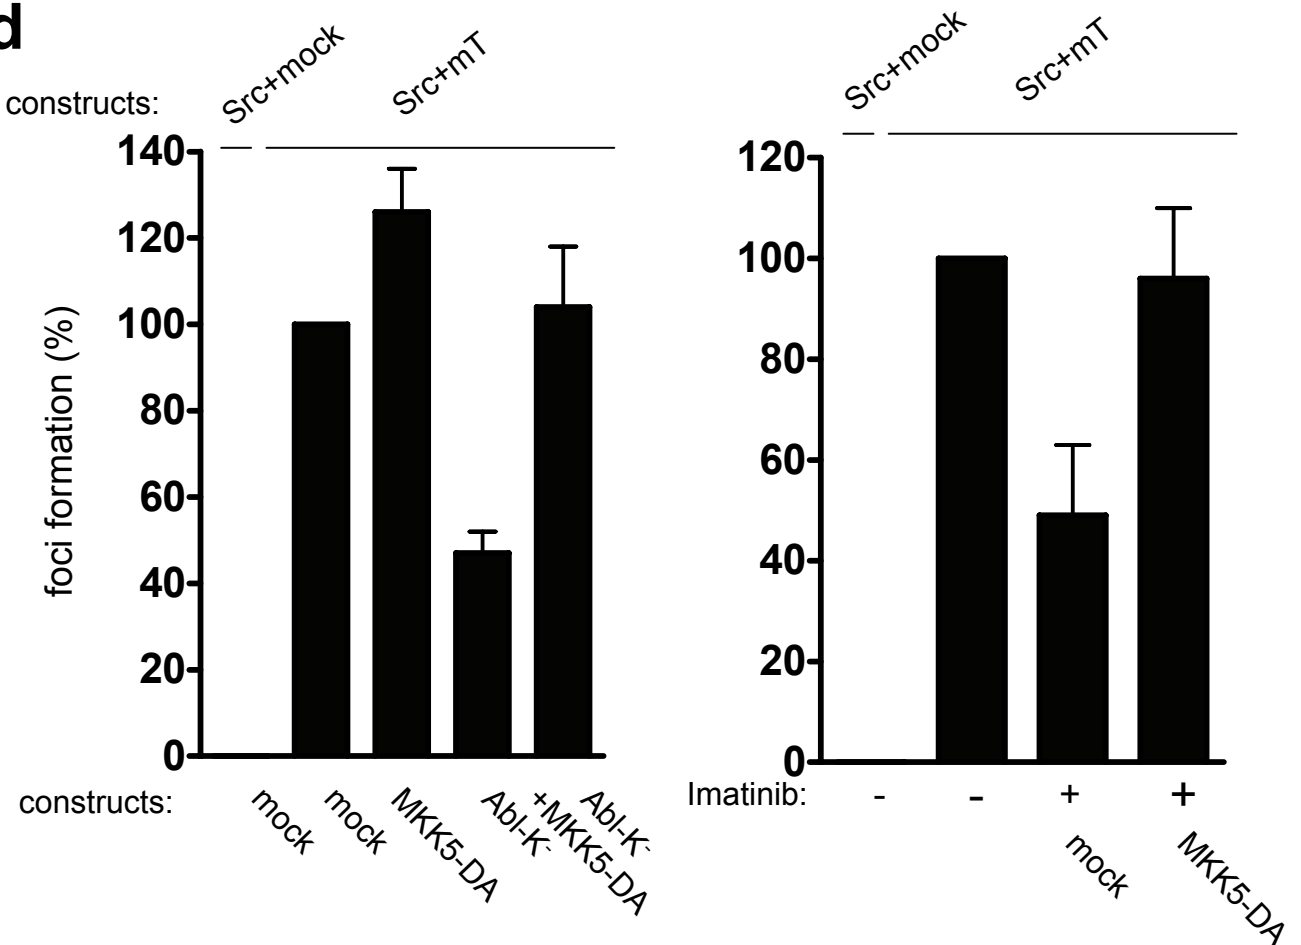 d
constructs:
Src+mock
Src+mT
140
120
100
80
60
40
20
0
foci formation (%)
constructs:
mock
mock
MKK5-DA
Abl-K-
Abl-K-
+MKK5-DA
Src+mock
Src+mT
120
100
80
60
40
20
0
Imatinib: - - + +
mock
MKK5-DA